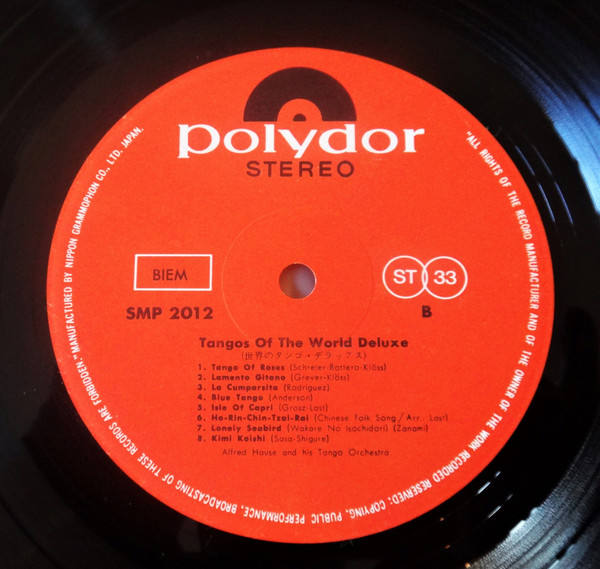 polydor
STEREO
BIEM
ST 33
SMP 2012
B
Tangos Of The World Deluxe
(世界のタンゴ・デラックス)
1. Tango Of Roses (Schreier-Bottero-Kläss)
2. Lamento Gitano (Grever-Kläss)
3. La Cumparsita (Rodriguez)
4. Blue Tango (Anderson)
5. Isle Of Capri (Grosz-Last)
6. Ho-Rin-Chin-Tzai-Rai (Chinese Folk Song/Arr. Last)
7. Lonely Seabird (Wakare No Isochidori) (Zanami)
8. Kimi Koishi (Sasa-Shigure)
Alfred Hause and his Tango Orchestra
"ALL RIGHTS OF THE RECORD MANUFACTURER AND OF THE OWNER OF THE WORK RECORDED RESERVED; COPYING, PUBLIC PERFORMANCE, BROADCASTING OF THESE RECORDS ARE FORBIDDEN" MANUFACTURED BY NIPPON GRAMMOPHON CO., LTD. JAPAN.